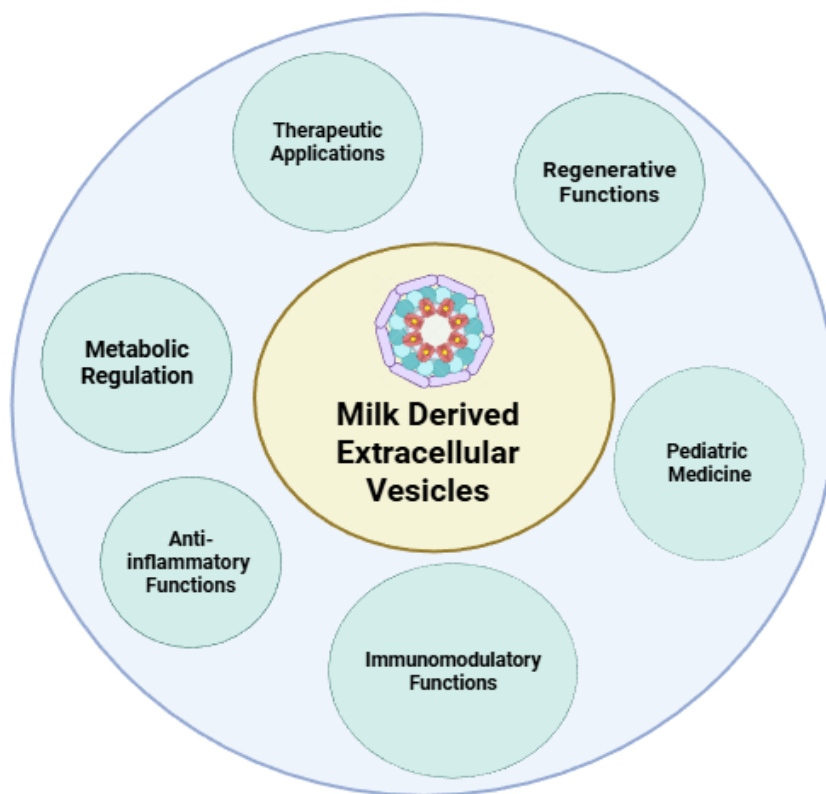 Therapeutic
Applications
Regenerative
Functions
Metabolic
Regulation
Milk Derived
Extracellular
Vesicles
Pediatric
Medicine
Anti-
inflammatory
Functions
Immunomodulatory
Functions